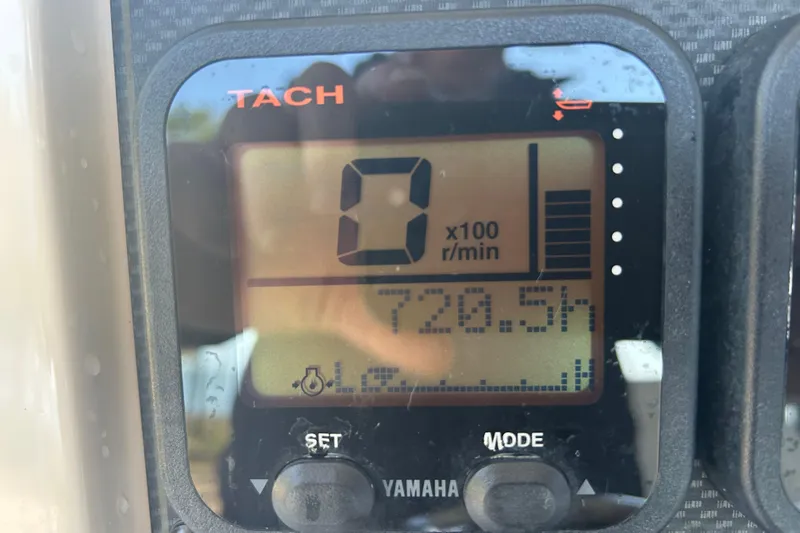 TACH
0
x100
r/min
720.5h
L H
SET MODE
YAMAHA